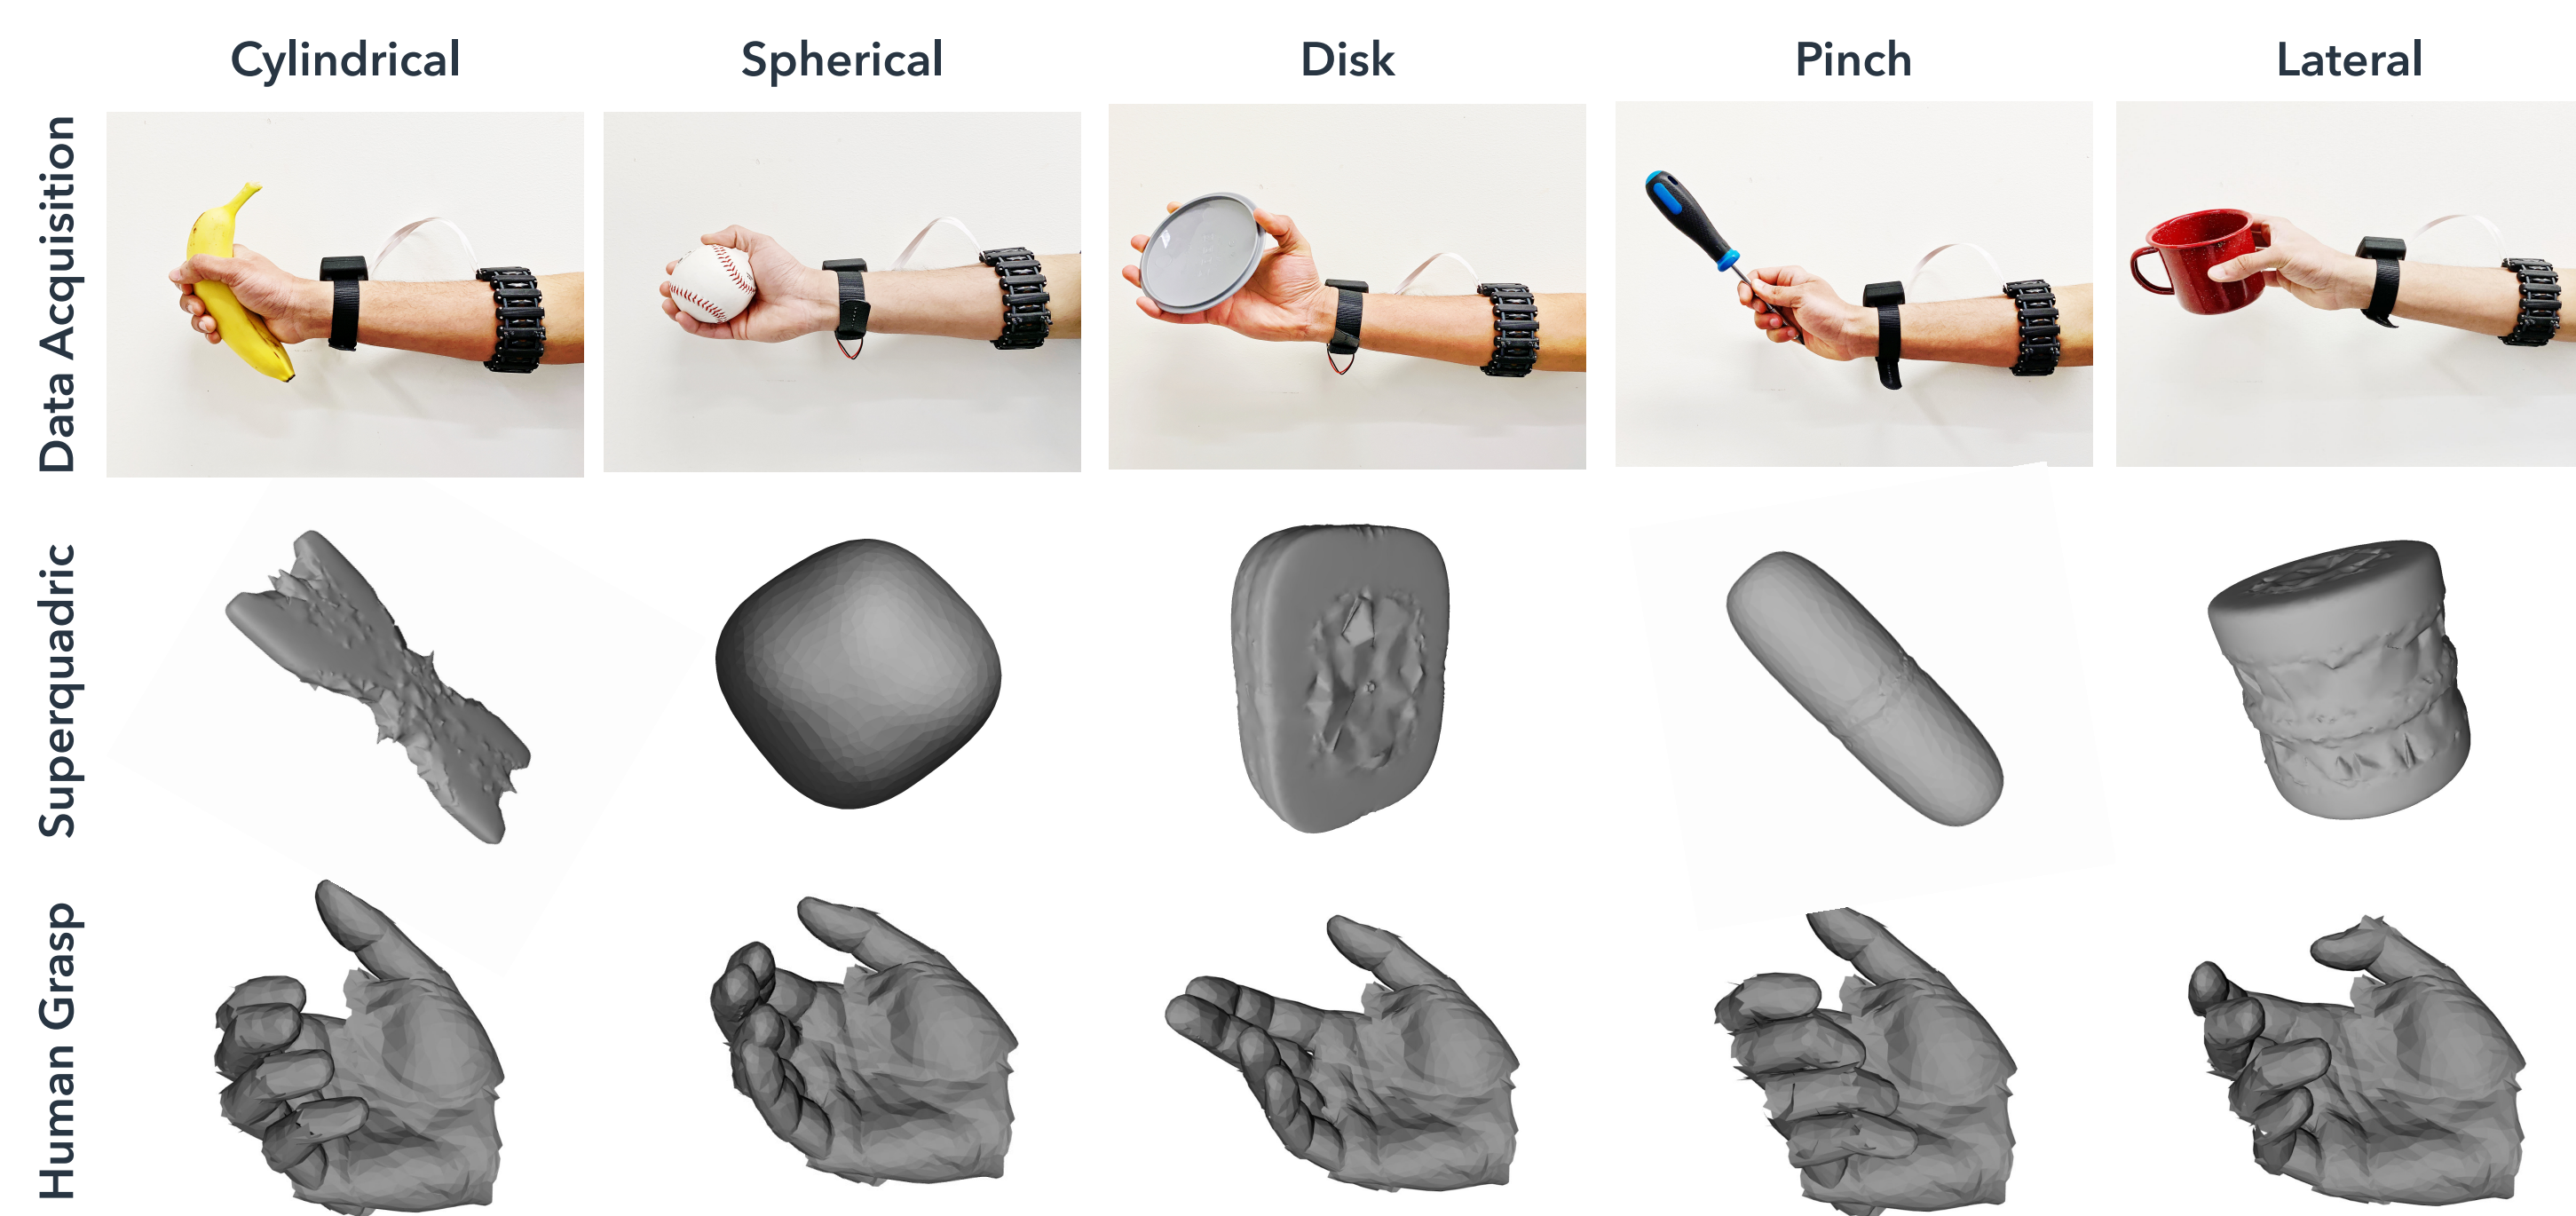 Cylindrical
Spherical
Disk
Pinch
Lateral
Data Acquisition
Superquadric
Human Grasp